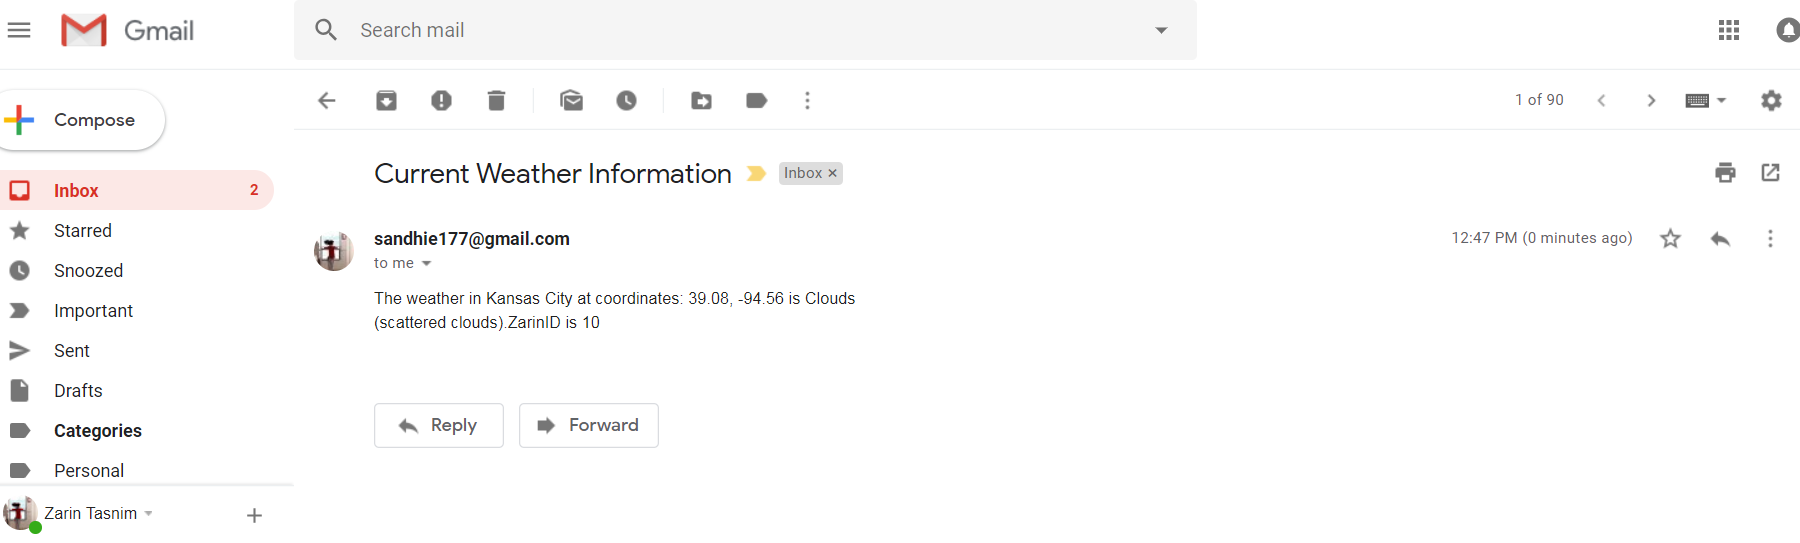 Gmail
Search mail
Compose
1 of 90
Inbox 2
Starred
Snoozed
Important
Sent
Drafts
Categories
Personal
Zarin Tasnim
Current Weather Information
Inbox ×
sandhie177@gmail.com
12:47 PM (0 minutes ago)
to me
The weather in Kansas City at coordinates: 39.08, -94.56 is Clouds
(scattered clouds).ZarinID is 10
Reply
Forward